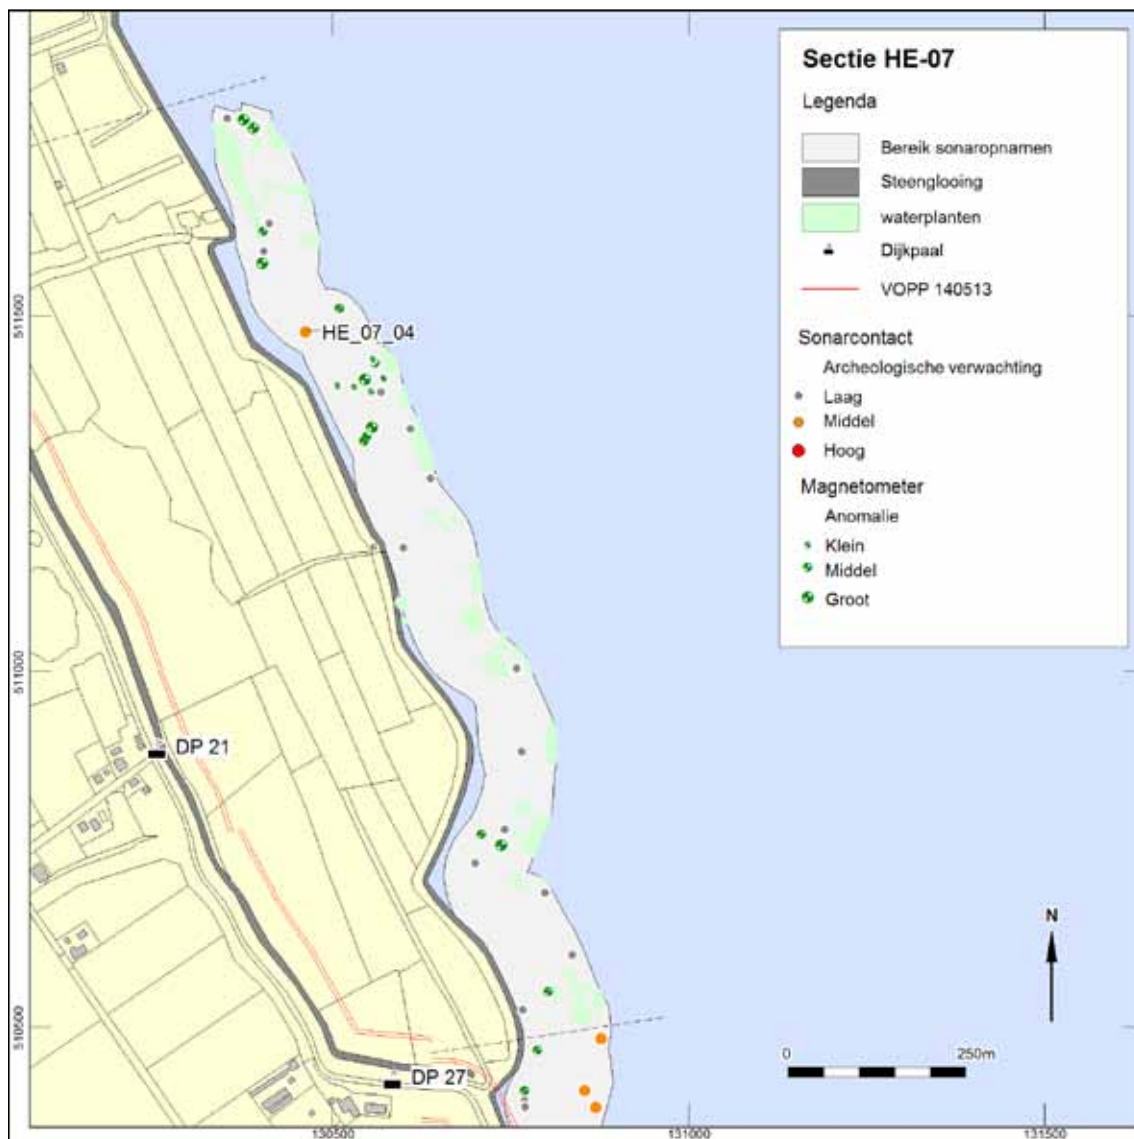 Sectie HE-07
Legenda
Bereik sonaropnamen
Steenglooing
waterplanten
Dijkpaal
VOPP 140513
Sonarcontact
Archeologische verwachting
Laag
Middel
Hoog
Magnetometer
Anomalie
Klein
Middel
Groot
511500
HE_07_04
511000
DP 21
N
510500
0 250m
DP 27
130500 131000 131500